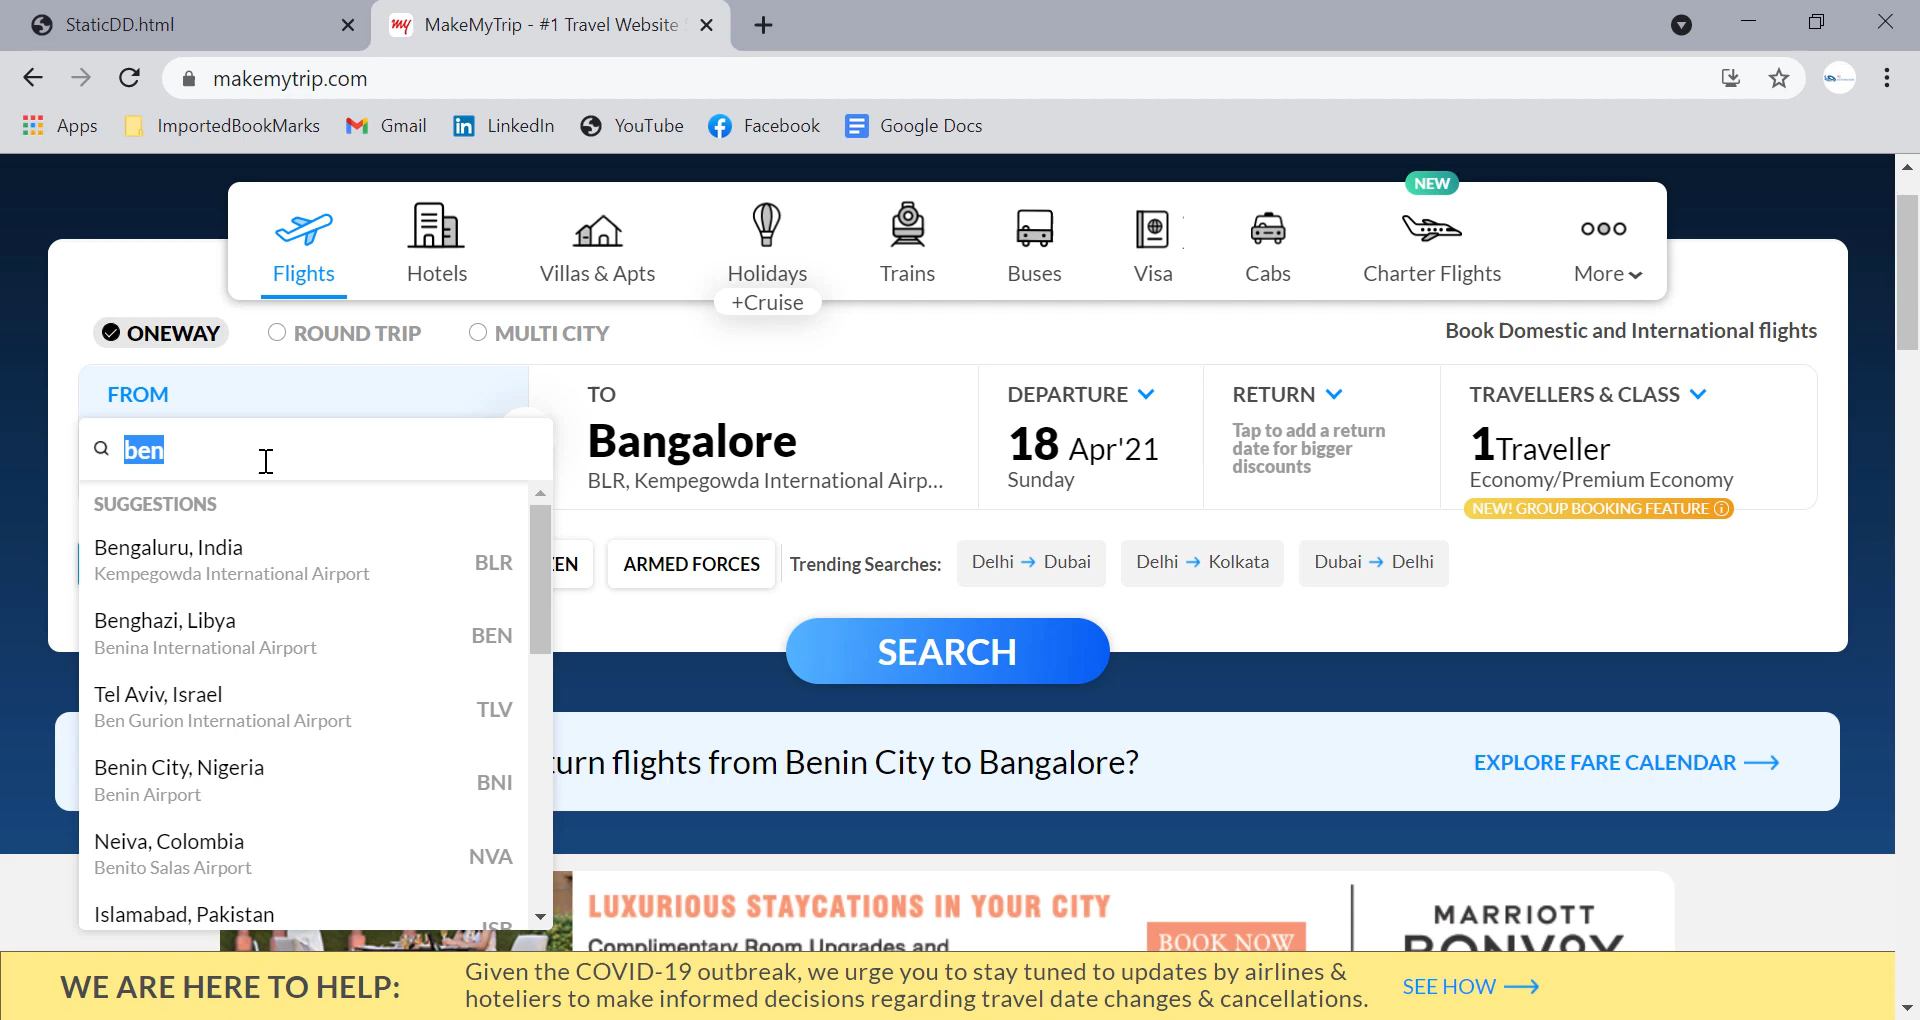 StaticDD.html
my MakeMyTrip - #1 Travel Website
makemytrip.com
Apps ImportedBookMarks Gmail LinkedIn YouTube Facebook Google Docs
NEW
Flights Hotels Villas & Apts Holidays Trains Buses Visa Cabs Charter Flights More
+Cruise
ONEWAY ROUND TRIP MULTI CITY Book Domestic and International flights
FROM TO DEPARTURE RETURN TRAVELLERS & CLASS
ben
Bangalore
BLR, Kempegowda International Airp...
18 Apr'21
Sunday
Tap to add a return
date for bigger
discounts
1Traveller
Economy/Premium Economy
NEW! GROUP BOOKING FEATURE
SUGGESTIONS
Bengaluru, India
Kempegowda International Airport
BLR
Benghazi, Libya
Benina International Airport
BEN
Tel Aviv, Israel
Ben Gurion International Airport
TLV
Benin City, Nigeria
Benin Airport
BNI
Neiva, Colombia
Benito Salas Airport
NVA
Islamabad, Pakistan
ISB
ARMED FORCES Trending Searches: Delhi → Dubai Delhi → Kolkata Dubai → Delhi
SEARCH
flights from Benin City to Bangalore? EXPLORE FARE CALENDAR
LUXURIOUS STAYCATIONS IN YOUR CITY
Complimentary Room Upgrades and
BOOK NOW
MARRIOTT
BONVOY
WE ARE HERE TO HELP:
Given the COVID-19 outbreak, we urge you to stay tuned to updates by airlines &
hoteliers to make informed decisions regarding travel date changes & cancellations.
SEE HOW